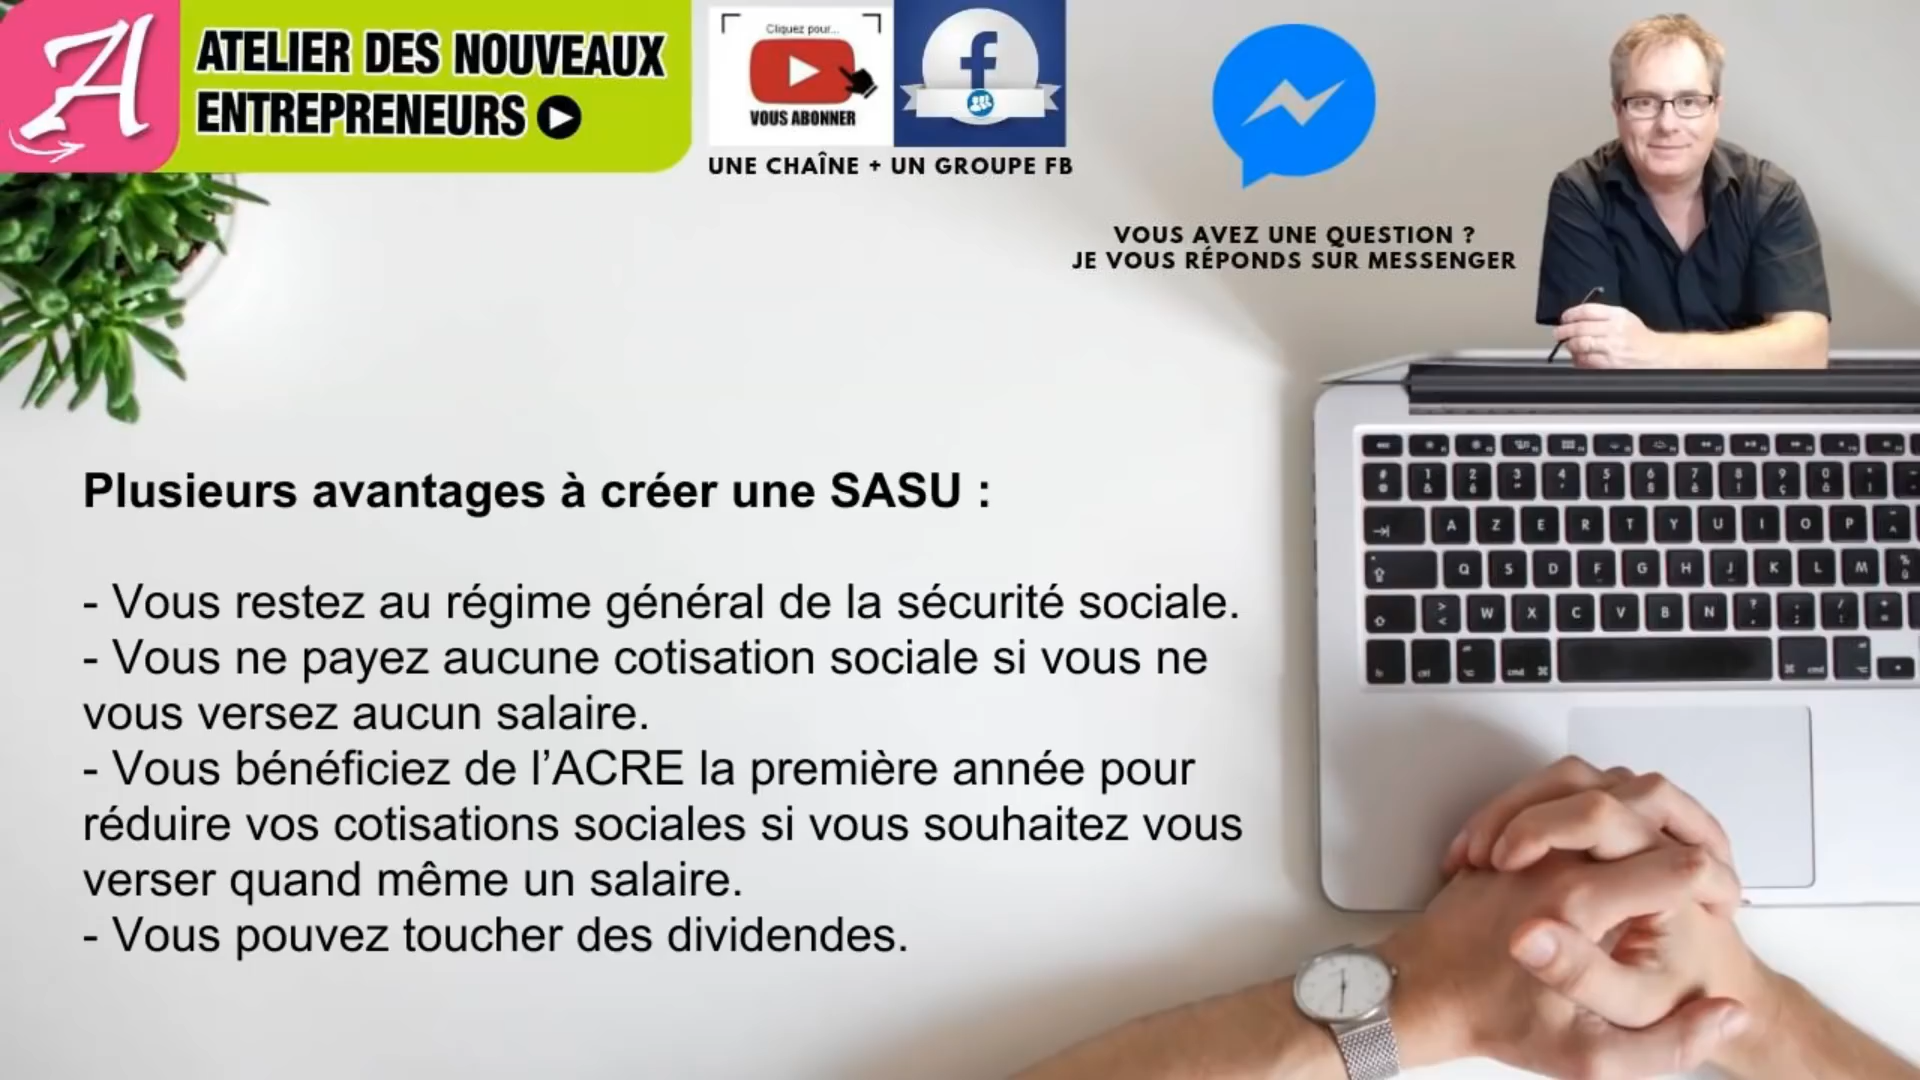 A
ATELIER DES NOUVEAUX
ENTREPRENEURS
Cliquez pour...
VOUS ABONNER
f
UNE CHAÎNE + UN GROUPE FB
VOUS AVEZ UNE QUESTION ?
JE VOUS RÉPONDS SUR MESSENGER
Plusieurs avantages à créer une SASU :
- Vous restez au régime général de la sécurité sociale.
- Vous ne payez aucune cotisation sociale si vous ne
vous versez aucun salaire.
- Vous bénéficiez de l’ACRE la première année pour
réduire vos cotisations sociales si vous souhaitez vous
verser quand même un salaire.
- Vous pouvez toucher des dividendes.
A Z E R T Y U I O P
Q S D F G H J K L M
W X C V B N